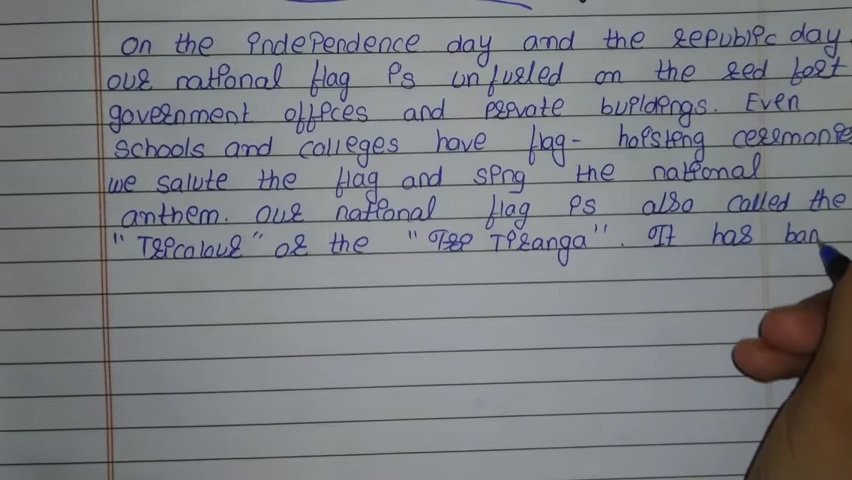 On the independence day and the republic day
our national flag is unfurled on the red fort
government offices and private buildings. Even
schools and colleges have flag- hoisting ceremonies
we salute the flag and sing the national
anthem. Our national flag is also called the
"Tricolour" or the "Tiranga". It has ban